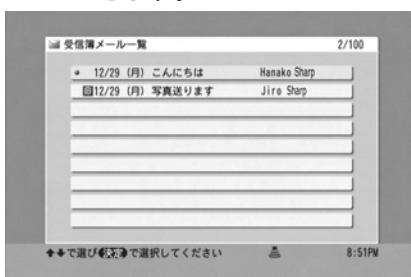 受信簿メール一覧 2/100
12/29 (月) こんにちは Hanako Sharp
12/29 (月) 写真送ります Jiro Sharp
で選び 決定 で選択してください 8:51PM